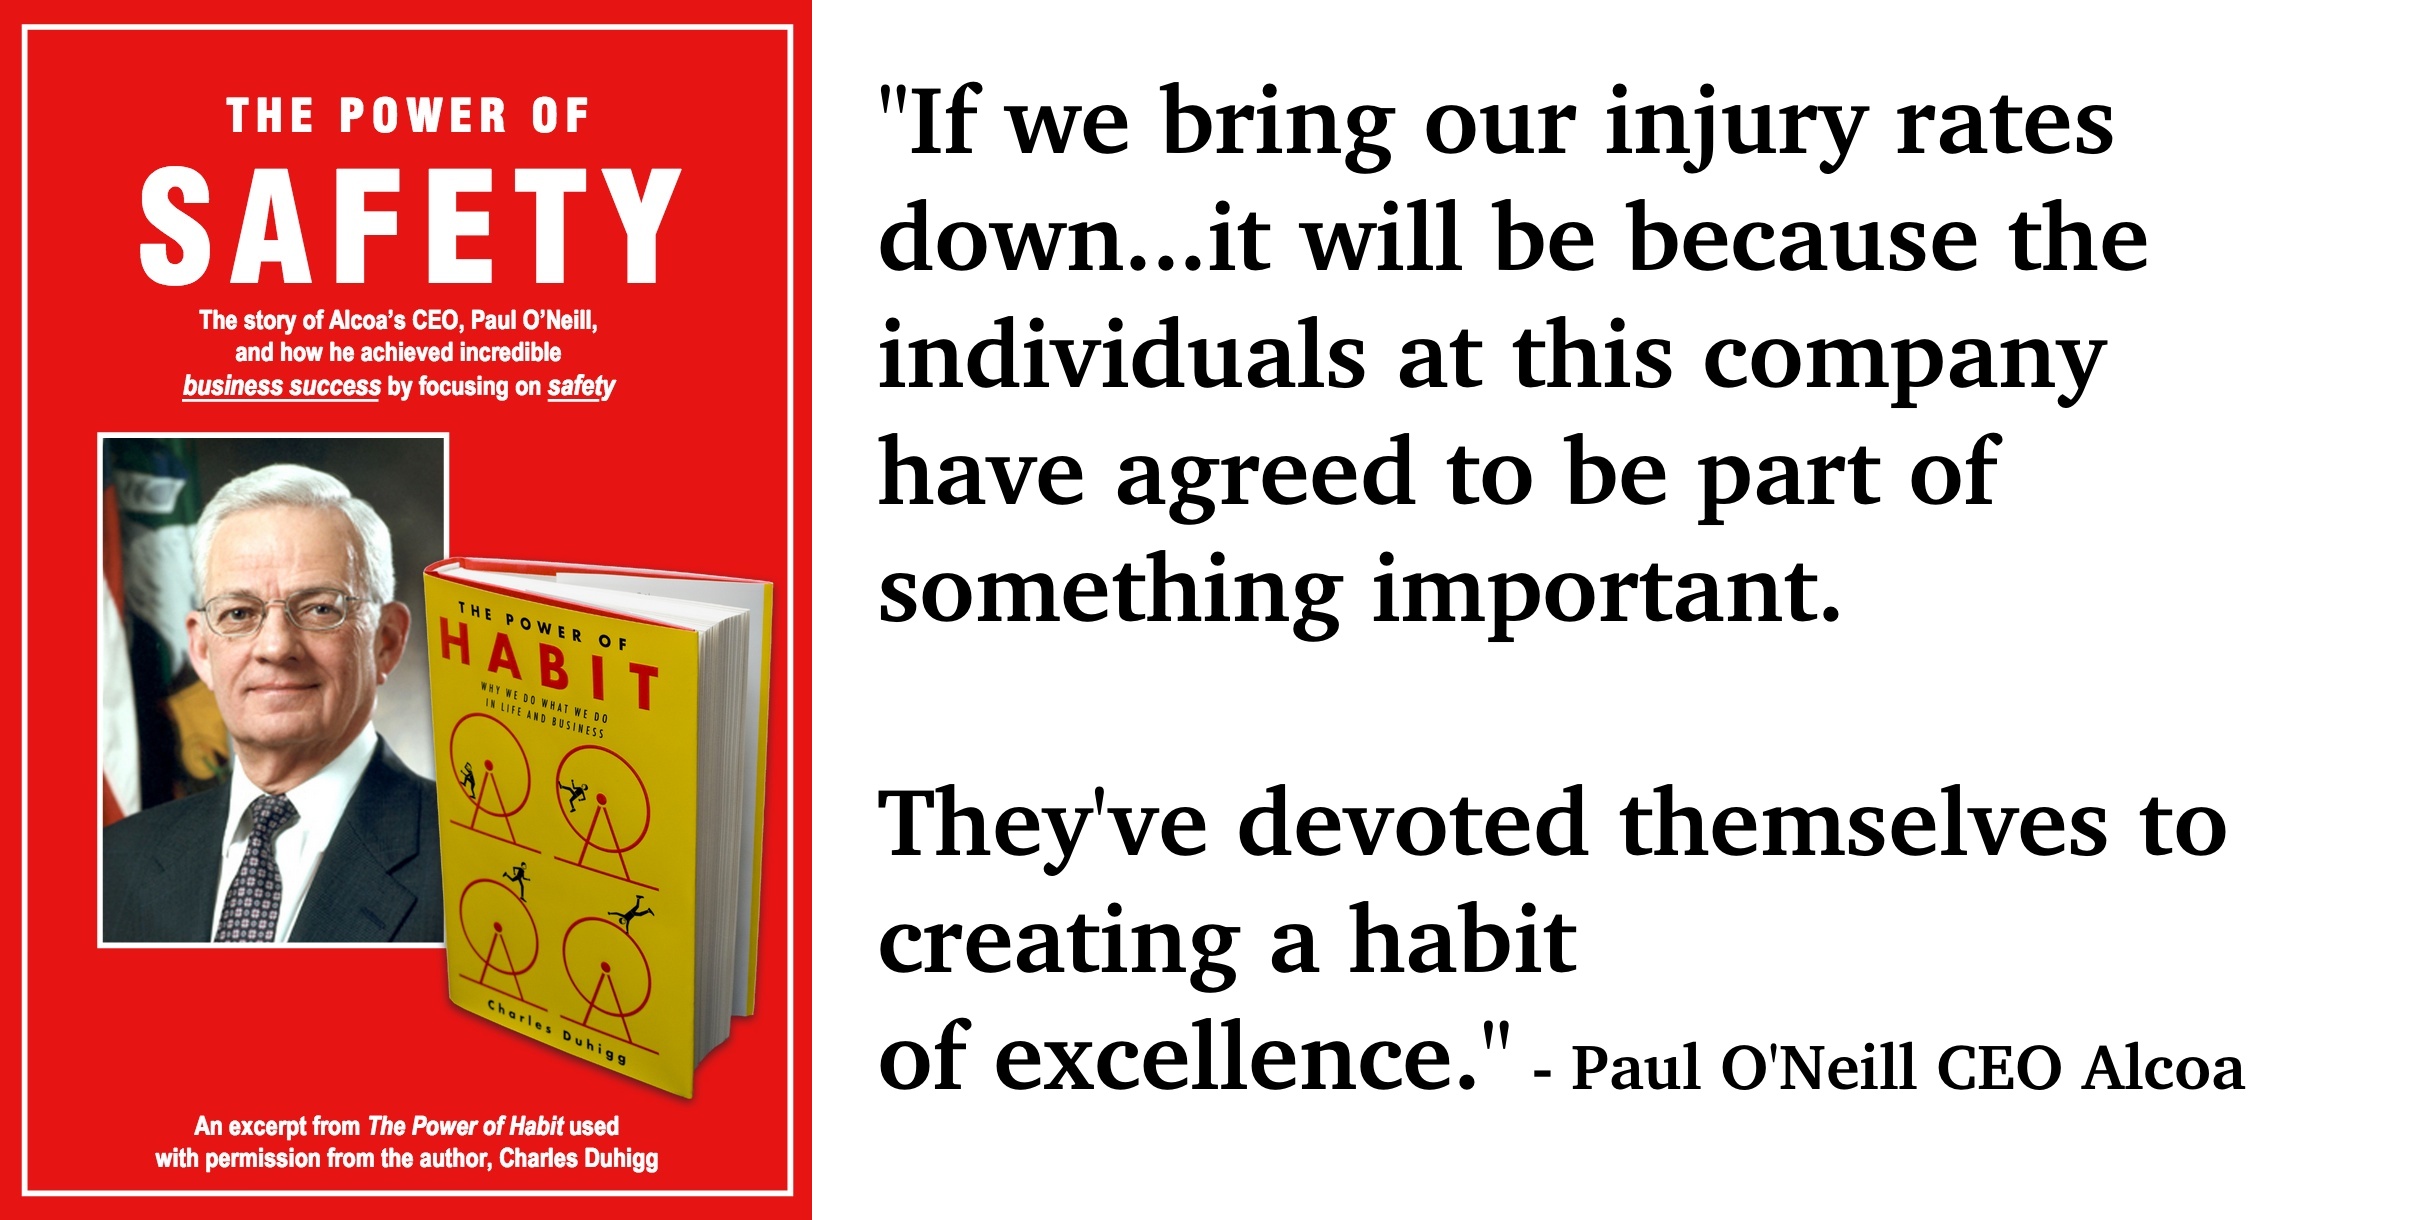 THE POWER OF
SAFETY
The story of Alcoa's CEO, Paul O'Neill,
and how he achieved incredible
business success by focusing on safety
THE POWER OF
HABIT
WHY WE DO WHAT WE DO
IN LIFE AND BUSINESS
Charles Duhigg
An excerpt from The Power of Habit used
with permission from the author, Charles Duhigg
"If we bring our injury rates
down...it will be because the
individuals at this company
have agreed to be part of
something important.
They've devoted themselves to
creating a habit
of excellence." - Paul O'Neill CEO Alcoa